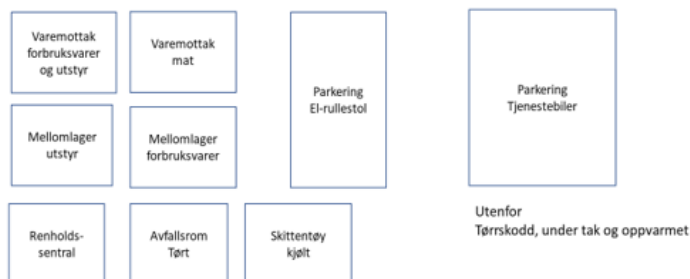 Varemottak
forbruksvarer
og utstyr
Varemottak
mat
Parkering
El-rullestol
Parkering
Tjenestebiler
Mellomlager
utstyr
Mellomlager
forbruksvarer
Renholds-
sentral
Avfallsrom
Tørt
Skittentøy
kjølt
Utenfor
Tørrskodd, under tak og oppvarmet